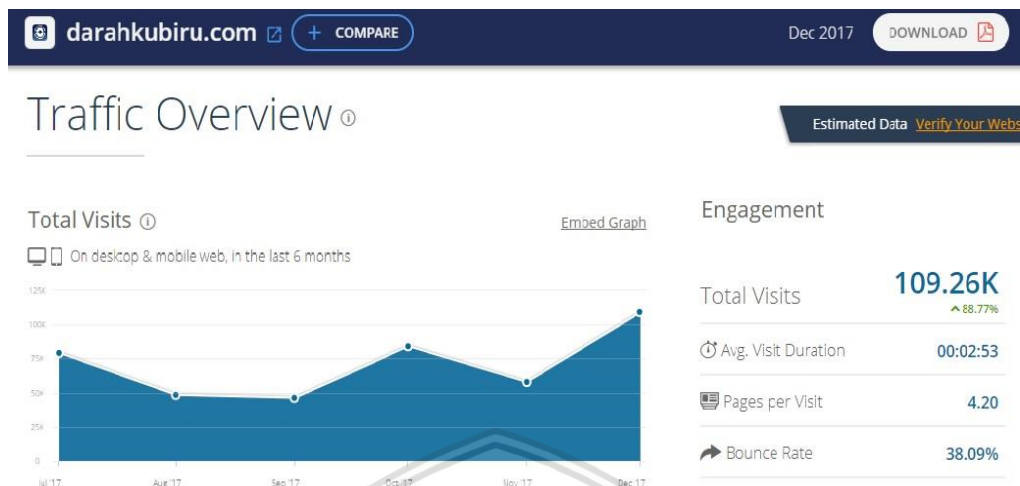 darahkubiru.com + COMPARE Dec 2017 DOWNLOAD
Traffic Overview
Estimated Data Verify Your Webs
Total Visits
Embed Graph
On desktop & mobile web, in the last 6 months
125K
100K
75K
50K
25K
0
Jul '17 Aug '17 Sep '17 Oct '17 Nov '17 Dec '17
Engagement
Total Visits 109.26K
88.77%
Avg. Visit Duration 00:02:53
Pages per Visit 4.20
Bounce Rate 38.09%